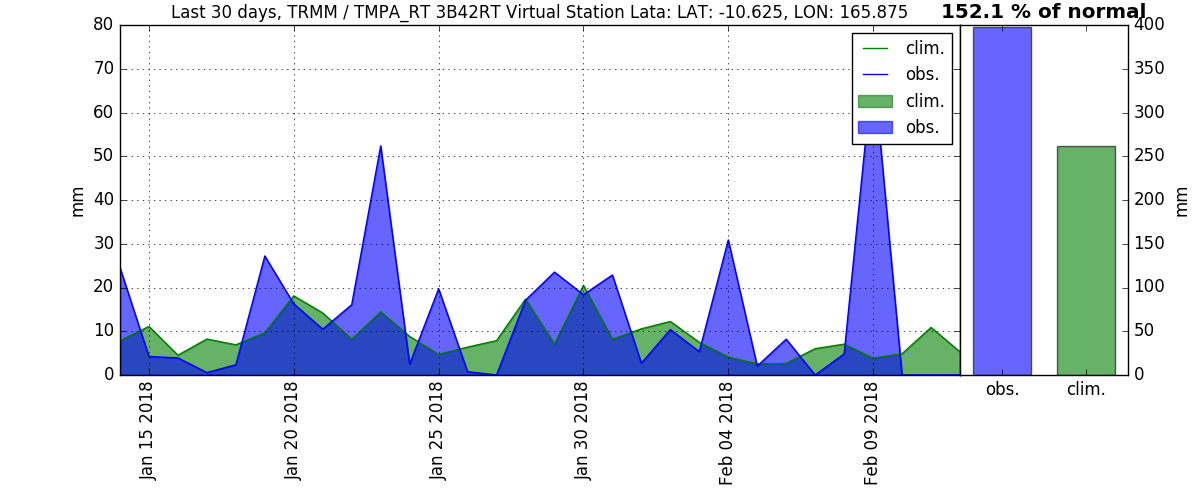 Last 30 days, TRMM / TMPA_RT 3B42RT Virtual Station Lata: LAT: -10.625, LON: 165.875
152.1 % of normal
80
70
60
50
40
30
20
10
0
mm
Jan 15 2018
Jan 20 2018
Jan 25 2018
Jan 30 2018
Feb 04 2018
Feb 09 2018
clim.
obs.
clim.
obs.
400
350
300
250
200
150
100
50
0
mm
obs.
clim.